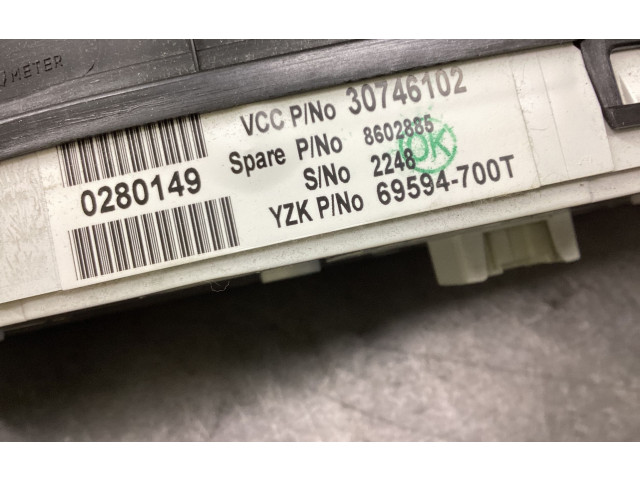 METER
VCC P/No 30746102
Spare P/No 8602885
OK
S/No 2248
YZK P/No 69594-700T
0280149